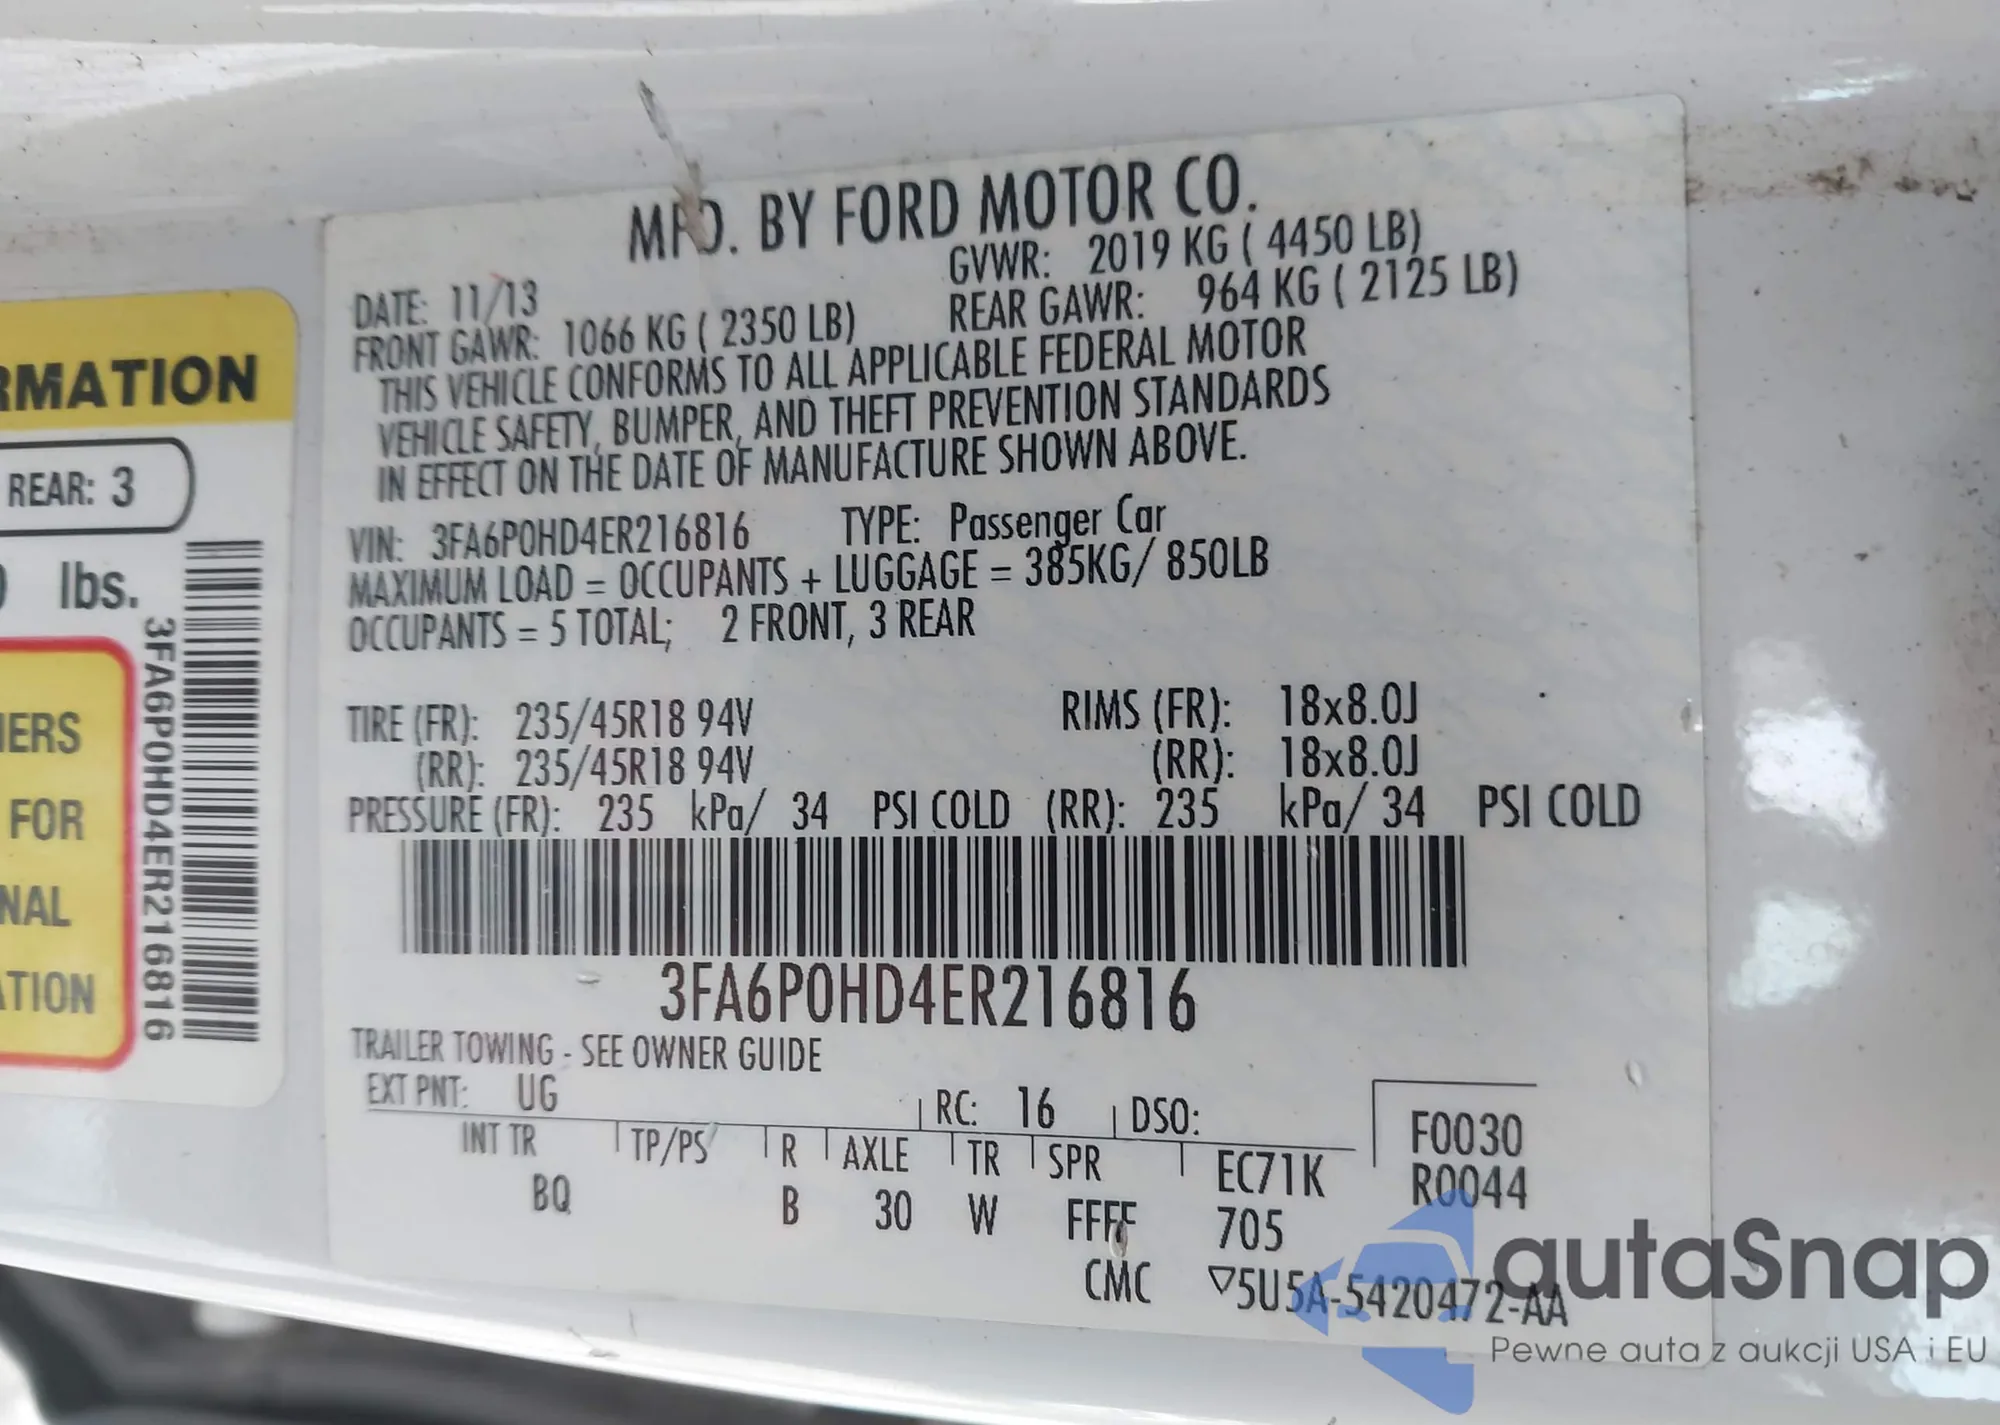 RMATION
REAR: 3
lbs.
IERS
FOR
NAL
ATION
3FA6P0HD4ER216816
MFD. BY FORD MOTOR CO.
DATE: 11/13
GVWR: 2019 KG ( 4450 LB)
FRONT GAWR: 1066 KG ( 2350 LB)
REAR GAWR: 964 KG ( 2125 LB)
THIS VEHICLE CONFORMS TO ALL APPLICABLE FEDERAL MOTOR
VEHICLE SAFETY, BUMPER, AND THEFT PREVENTION STANDARDS
IN EFFECT ON THE DATE OF MANUFACTURE SHOWN ABOVE.
VIN: 3FA6P0HD4ER216816 TYPE: Passenger Car
MAXIMUM LOAD = OCCUPANTS + LUGGAGE = 385KG/ 850LB
OCCUPANTS = 5 TOTAL; 2 FRONT, 3 REAR
TIRE (FR): 235/45R18 94V RIMS (FR): 18x8.0J
(RR): 235/45R18 94V (RR): 18x8.0J
PRESSURE (FR): 235 kPa/ 34 PSI COLD (RR): 235 kPa/ 34 PSI COLD
3FA6P0HD4ER216816
TRAILER TOWING - SEE OWNER GUIDE
EXT PNT: UG RC: 16 DSO: F0030
INT TR TP/PS R AXLE TR SPR EC71K R0044
BQ B 30 W FFFF 705
CMC ▽5U5A-5420472-AA
autoSnap
Pewne auta z aukcji USA i EU